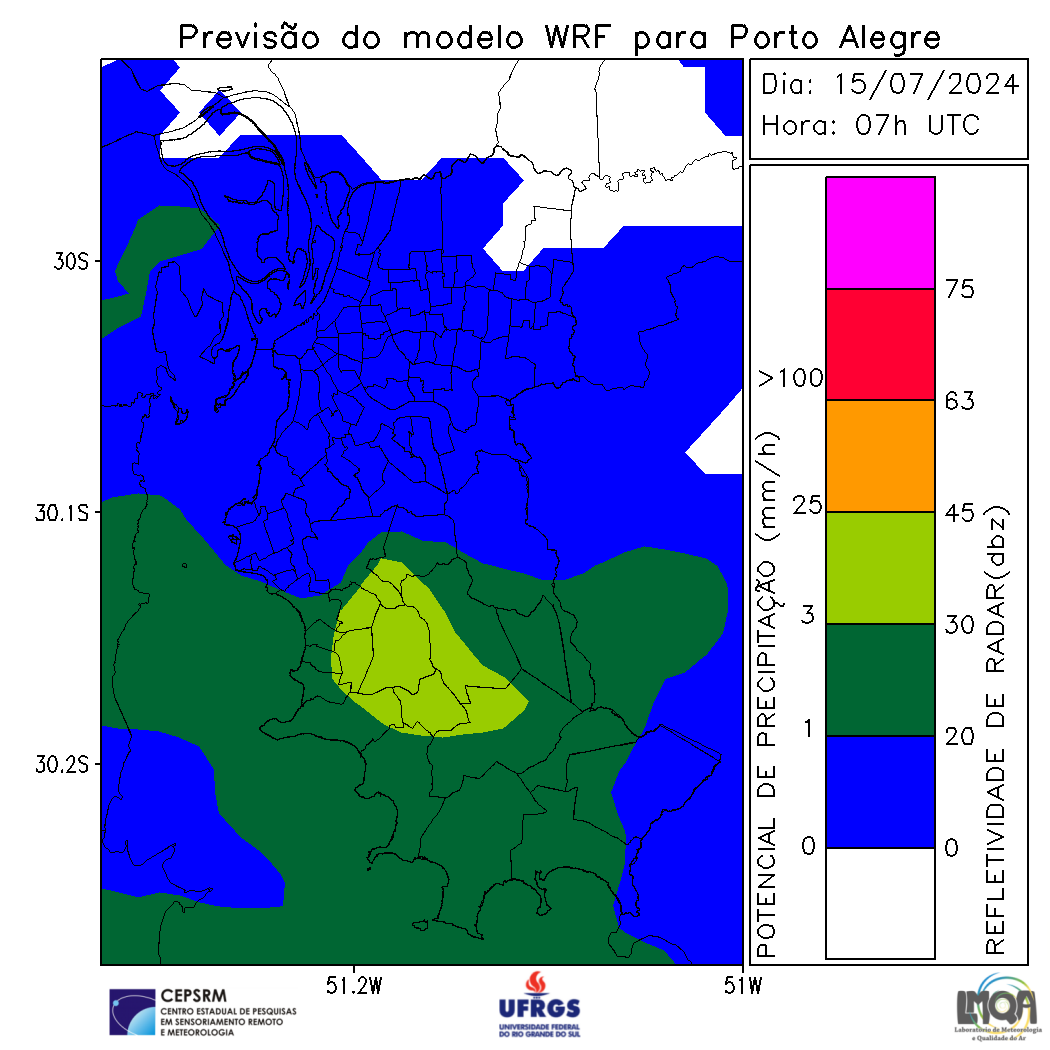 Previsão do modelo WRF para Porto Alegre
Dia: 15/07/2024
Hora: 07h UTC
30S
30.1S
30.2S
51.2W
51W
POTENCIAL DE PRECIPITAÇÃO (mm/h)
>100
25
3
1
0
75
63
45
30
20
0
REFLETIVIDADE DE RADAR(dbz)
CEPSRM
CENTRO ESTADUAL DE PESQUISAS
EM SENSORIAMENTO REMOTO
E METEOROLOGIA
UFRGS
UNIVERSIDADE FEDERAL
DO RIO GRANDE DO SUL
LMQA
Laboratório de Meteorologia
e Qualidade do Ar